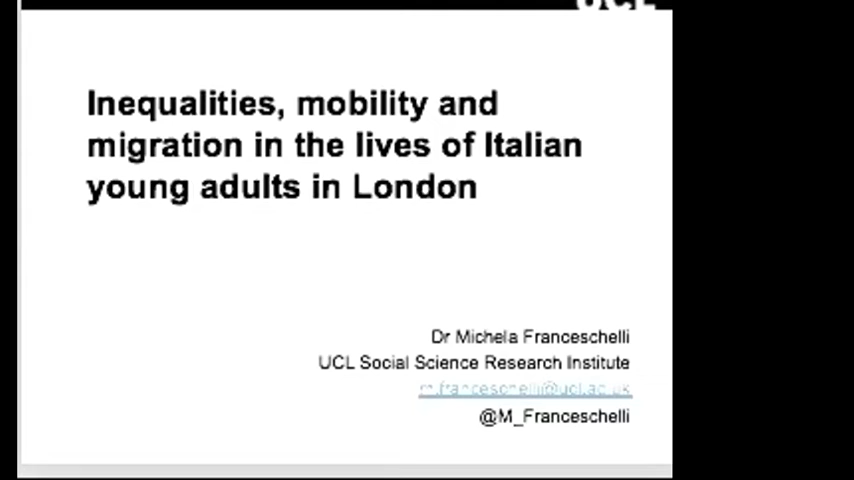 UCL
Inequalities, mobility and
migration in the lives of Italian
young adults in London
Dr Michela Franceschelli
UCL Social Science Research Institute
m.franceschelli@ucl.ac.uk
@M_Franceschelli